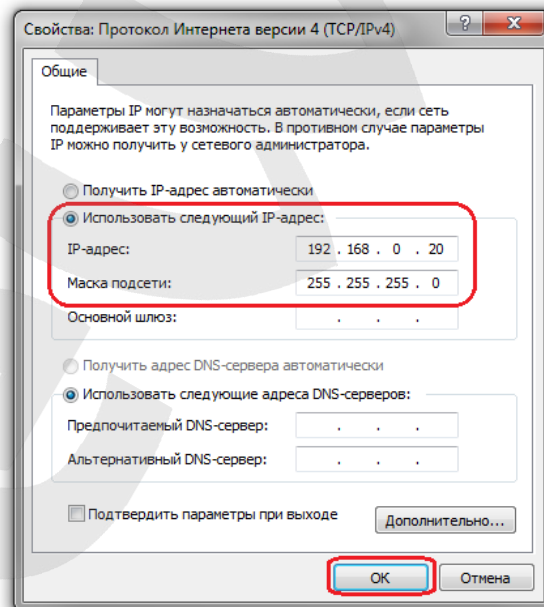 Свойства: Протокол Интернета версии 4 (TCP/IPv4)
Общие
Параметры IP могут назначаться автоматически, если сеть
поддерживает эту возможность. В противном случае параметры
IP можно получить у сетевого администратора.
Получить IP-адрес автоматически
Использовать следующий IP-адрес:
IP-адрес: 192 . 168 . 0 . 20
Маска подсети: 255 . 255 . 255 . 0
Основной шлюз: . . .
Получить адрес DNS-сервера автоматически
Использовать следующие адреса DNS-серверов:
Предпочитаемый DNS-сервер: . . .
Альтернативный DNS-сервер: . . .
Подтвердить параметры при выходе
Дополнительно...
ОК Отмена